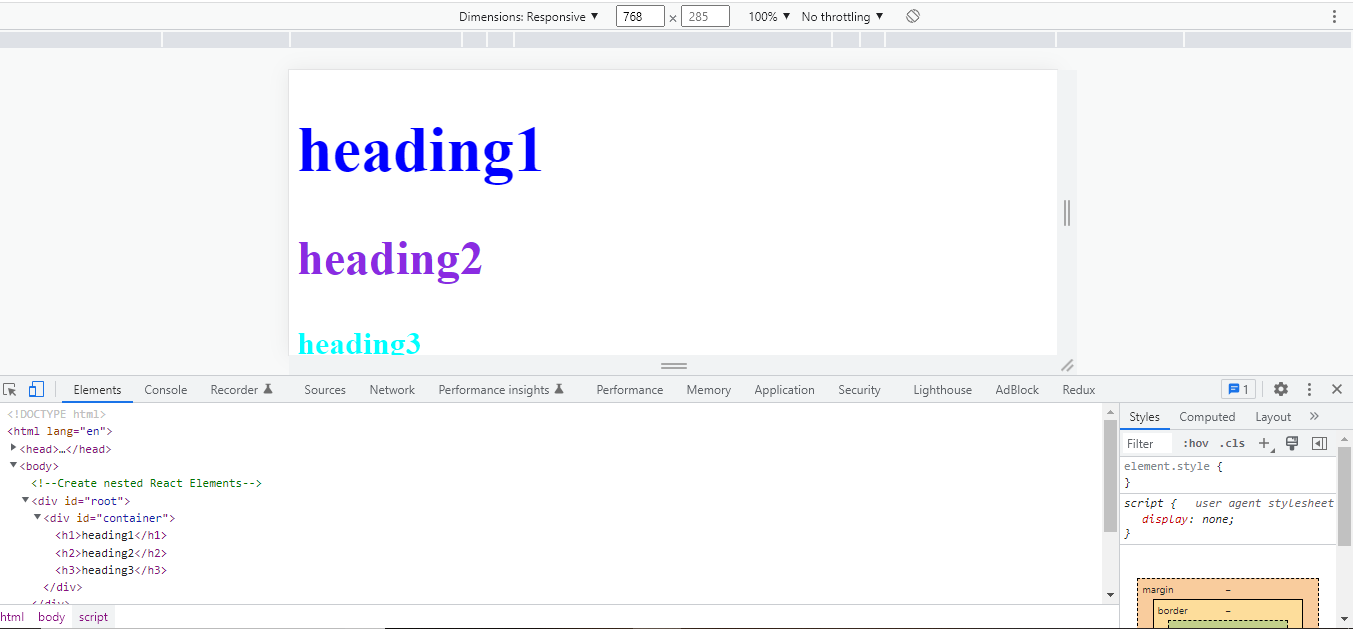 Dimensions: Responsive ▼ 768 × 285 100% ▼ No throttling ▼
heading1
heading2
heading3
Elements Console Recorder Sources Network Performance insights Performance Memory Application Security Lighthouse AdBlock Redux 1
<!DOCTYPE html>
<html lang="en">
<head>…</head>
<body>
<!--Create nested React Elements-->
<div id="root">
<div id="container">
<h1>heading1</h1>
<h2>heading2</h2>
<h3>heading3</h3>
</div>
</div>
html body script
Styles Computed Layout »
Filter :hov .cls +
element.style {
}
script { user agent stylesheet
display: none;
}
margin –
border –